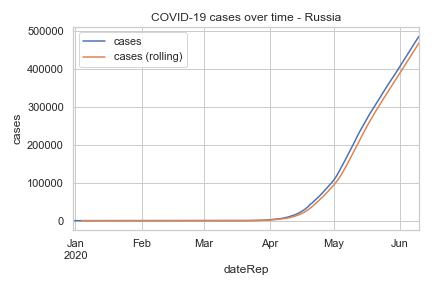 COVID-19 cases over time - Russia
cases
cases (rolling)
500000
400000
300000
200000
100000
0
cases
Jan Feb Mar Apr May Jun
2020
dateRep